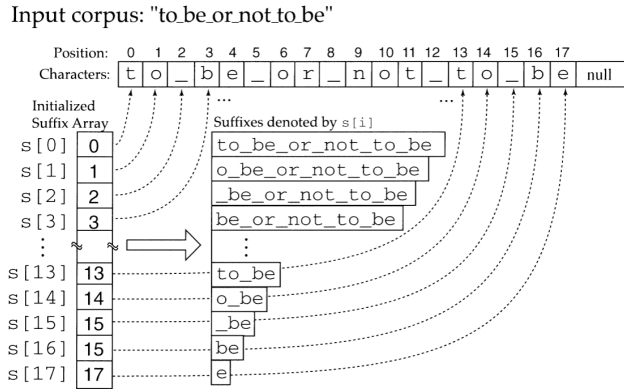 Input corpus: "to_be_or_not_to_be"
Position: 0 1 2 3 4 5 6 7 8 9 10 11 12 13 14 15 16 17
Characters: t o _ b e _ o r _ n o t _ t o _ b e null
... ...
Initialized
Suffix Array Suffixes denoted by s[i]
s[0] 0 to_be_or_not_to_be
s[1] 1 o_be_or_not_to_be
s[2] 2 _be_or_not_to_be
s[3] 3 be_or_not_to_be
s[13] 13 to_be
s[14] 14 o_be
s[15] 15 _be
s[16] 15 be
s[17] 17 e